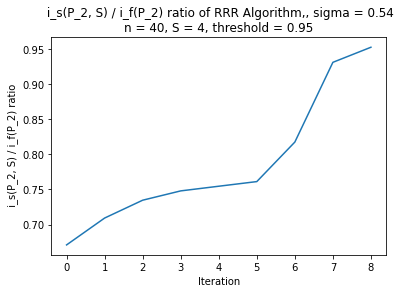 i_s(P_2, S) / i_f(P_2) ratio of RRR Algorithm,, sigma = 0.54
n = 40, S = 4, threshold = 0.95
i_s(P_2, S) / i_f(P_2) ratio
0.95
0.90
0.85
0.80
0.75
0.70
0 1 2 3 4 5 6 7 8
Iteration